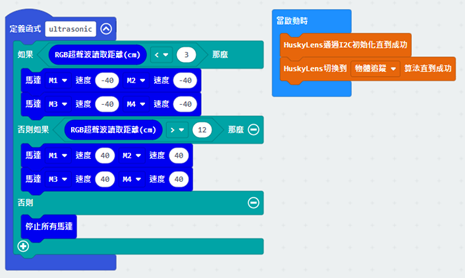 定義函式 ultrasonic
如果 RGB超聲波讀取距離(cm) < 3 那麼
馬達 M1 速度 -40 M2 速度 -40
馬達 M3 速度 -40 M4 速度 -40
否則如果 RGB超聲波讀取距離(cm) > 12 那麼
馬達 M1 速度 40 M2 速度 40
馬達 M3 速度 40 M4 速度 40
否則
停止所有馬達
當啟動時
HuskyLens通過I2C初始化直到成功
HuskyLens切換到 物體追蹤 算法直到成功